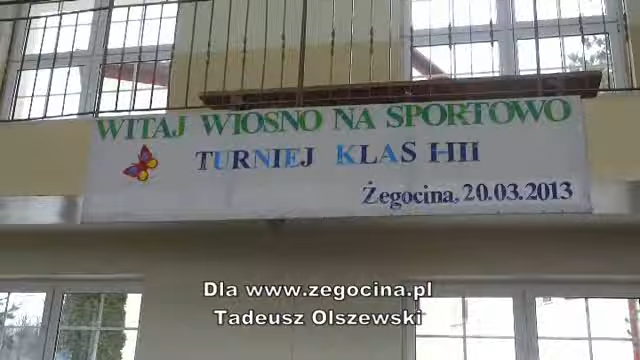 WITAJ WIOSNO NA SPORTOWO
TURNIEJ KLAS I-III
Żegocina, 20.03.2013
Dla www.zegocina.pl
Tadeusz Olszewski